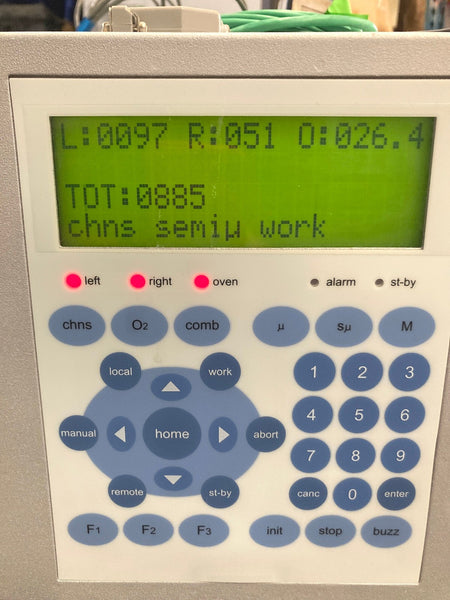 L:0097 R:051 O:026.4
TOT:0885
chns semiµ work
left right oven alarm st-by
chns O2 comb µ sµ M
local work 1 2 3
manual home abort 4 5 6
7 8 9
remote st-by canc 0 enter
F1 F2 F3 init stop buzz